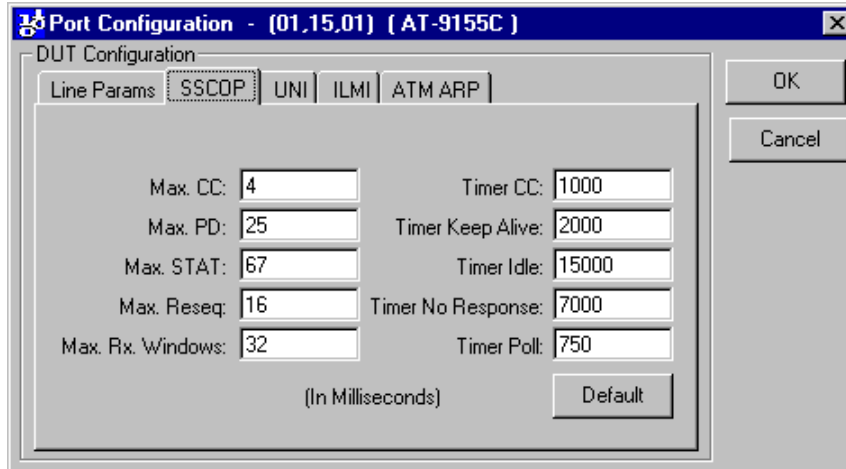 Port Configuration - (01,15,01) ( AT-9155C )
DUT Configuration
Line Params SSCOP UNI ILMI ATM ARP
OK
Cancel
Max. CC: 4 Timer CC: 1000
Max. PD: 25 Timer Keep Alive: 2000
Max. STAT: 67 Timer Idle: 15000
Max. Reseq: 16 Timer No Response: 7000
Max. Rx. Windows: 32 Timer Poll: 750
(In Milliseconds) Default